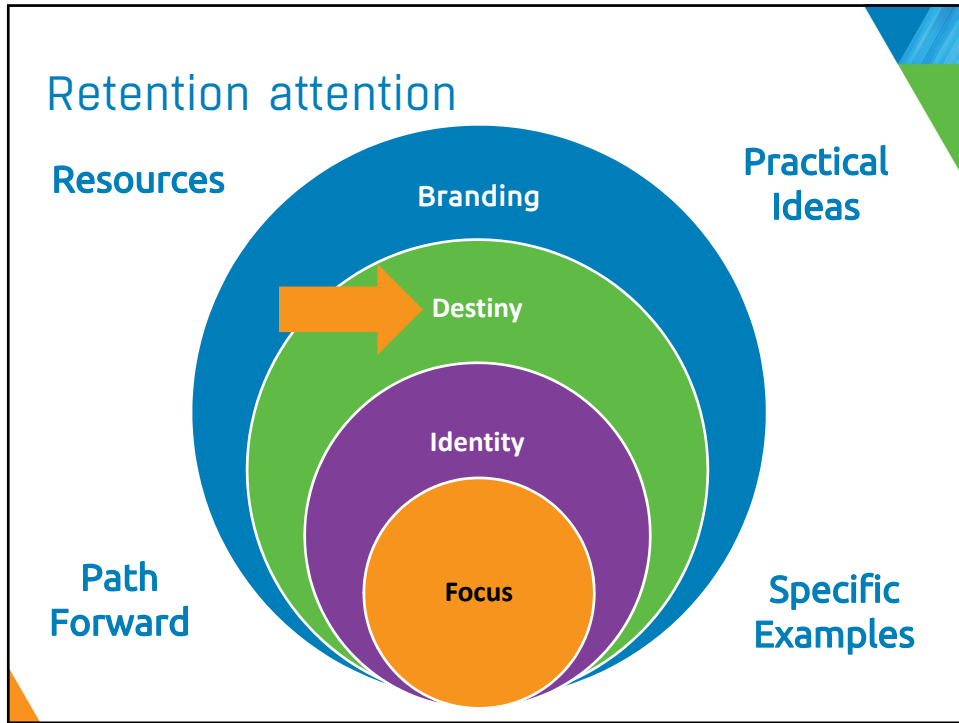 Retention attention
Resources
Practical
Ideas
Branding
Destiny
Identity
Focus
Path
Forward
Specific
Examples